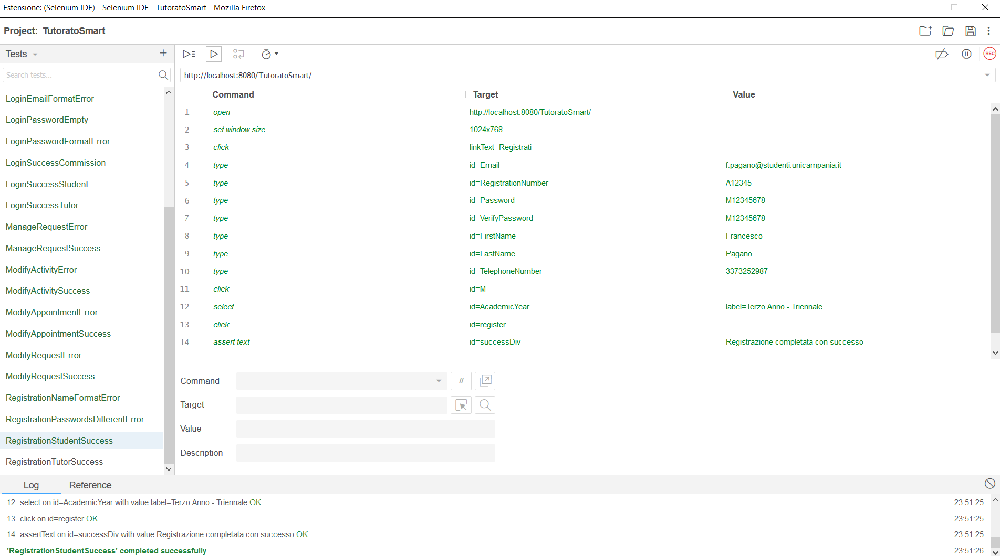 Estensione: (Selenium IDE) - Selenium IDE - TutoratoSmart - Mozilla Firefox
Project: TutoratoSmart
Tests
REC
Search tests...
http://localhost:8080/TutoratoSmart/
Command Target Value
LoginEmailFormatError
LoginPasswordEmpty
LoginPasswordFormatError
LoginSuccessCommission
LoginSuccessStudent
LoginSuccessTutor
ManageRequestError
ManageRequestSuccess
ModifyActivityError
ModifyActivitySuccess
ModifyAppointmentError
ModifyAppointmentSuccess
ModifyRequestError
ModifyRequestSuccess
RegistrationNameFormatError
RegistrationPasswordsDifferentError
RegistrationStudentSuccess
RegistrationTutorSuccess
1 open http://localhost:8080/TutoratoSmart/
2 set window size 1024x768
3 click linkText=Registrati
4 type id=Email f.pagano@studenti.unicampania.it
5 type id=RegistrationNumber A12345
6 type id=Password M12345678
7 type id=VerifyPassword M12345678
8 type id=FirstName Francesco
9 type id=LastName Pagano
10 type id=TelephoneNumber 3373252987
11 click id=M
12 select id=AcademicYear label=Terzo Anno - Triennale
13 click id=register
14 assert text id=successDiv Registrazione completata con successo
Command //
Target
Value
Description
Log Reference
12. select on id=AcademicYear with value label=Terzo Anno - Triennale OK 23:51:25
13. click on id=register OK 23:51:25
14. assertText on id=successDiv with value Registrazione completata con successo OK 23:51:25
'RegistrationStudentSuccess' completed successfully 23:51:26